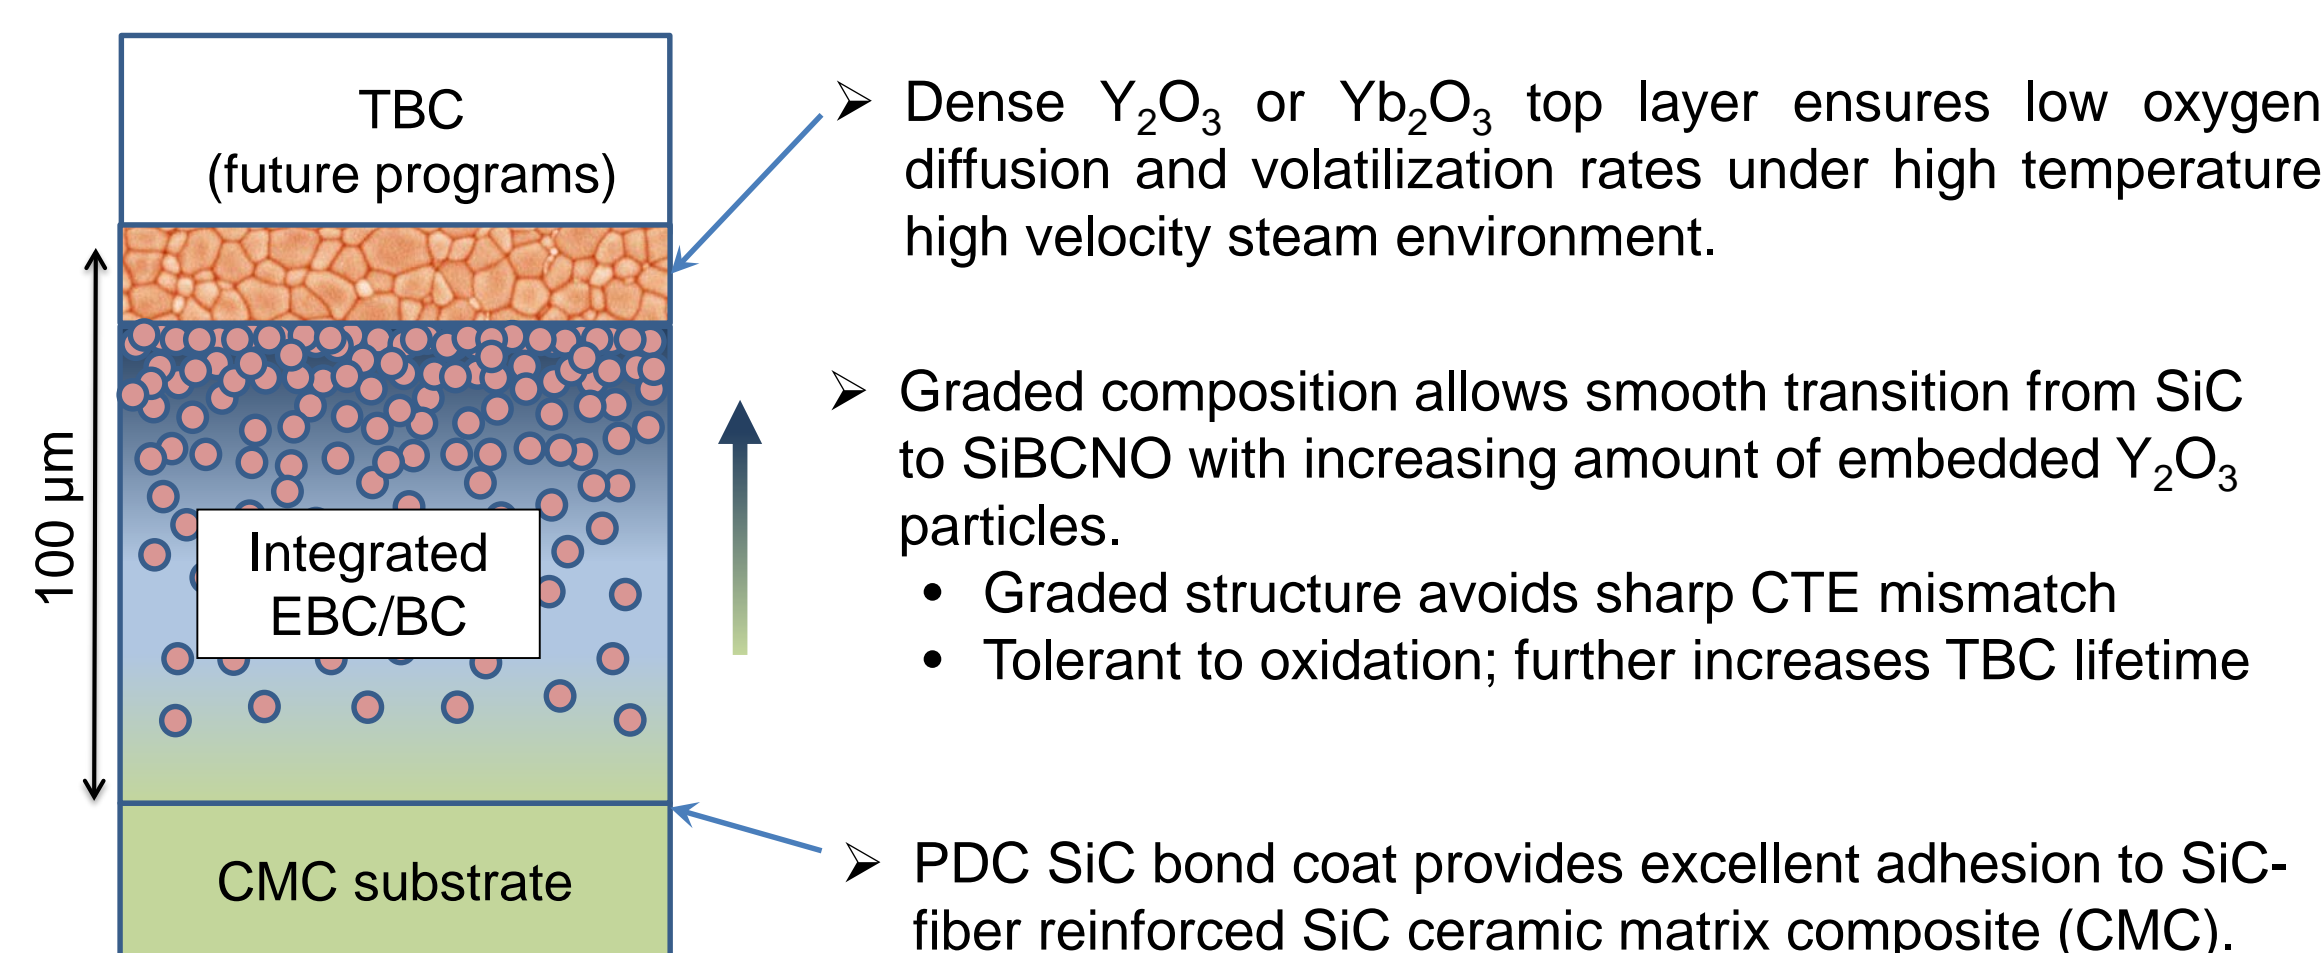 TBC
(future programs)
100 µm
Integrated
EBC/BC
CMC substrate
➢ Dense Y₂O₃ or Yb₂O₃ top layer ensures low oxygen
diffusion and volatilization rates under high temperature
high velocity steam environment.
➢ Graded composition allows smooth transition from SiC
to SiBCNO with increasing amount of embedded Y₂O₃
particles.
• Graded structure avoids sharp CTE mismatch
• Tolerant to oxidation; further increases TBC lifetime
➢ PDC SiC bond coat provides excellent adhesion to SiC-
fiber reinforced SiC ceramic matrix composite (CMC).